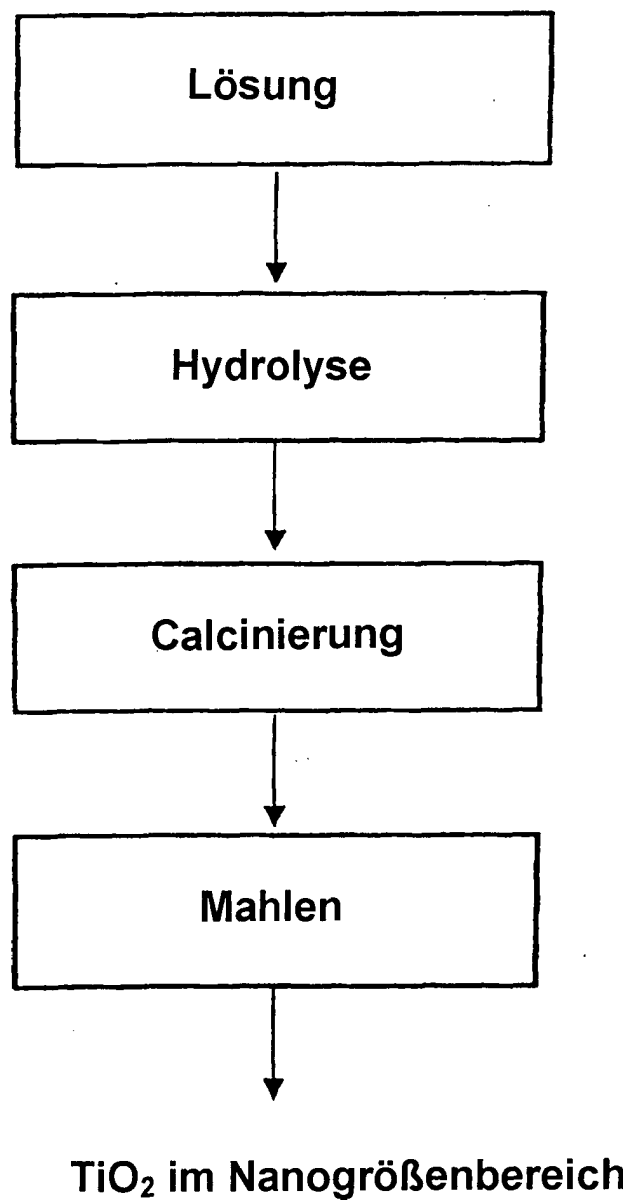 Lösung
Hydrolyse
Calcinierung
Mahlen
TiO₂ im Nanogrößenbereich